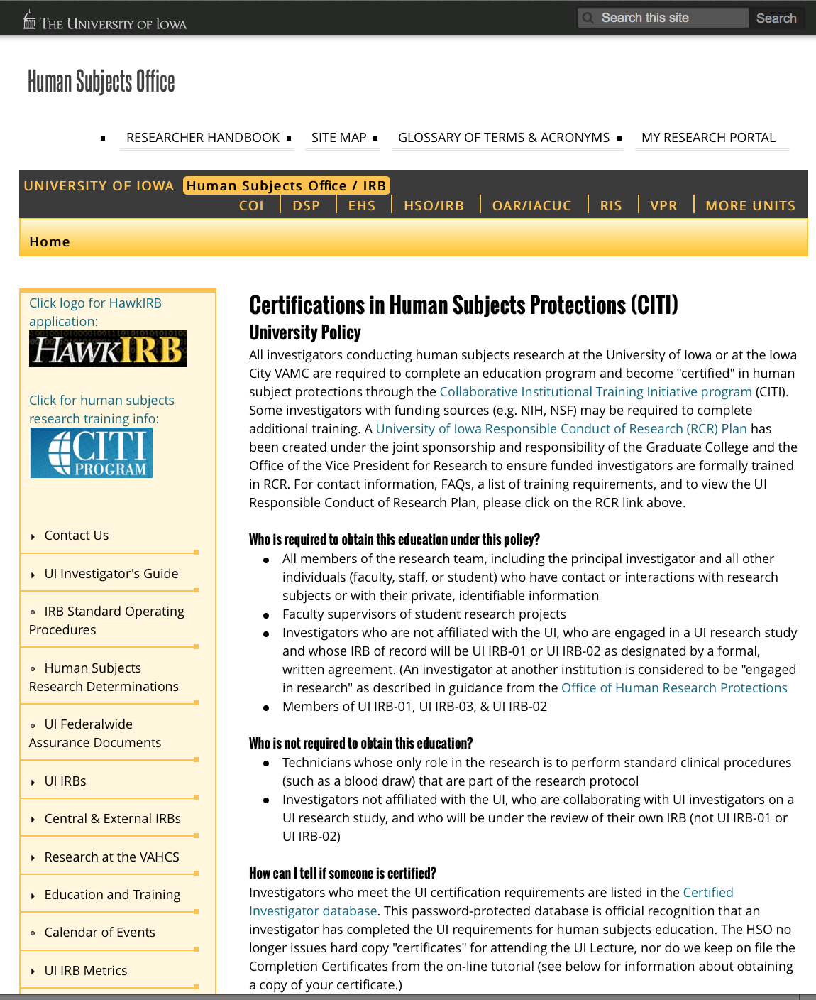 THE UNIVERSITY OF IOWA
Search this site
Search
Human Subjects Office
RESEARCHER HANDBOOK
SITE MAP
GLOSSARY OF TERMS & ACRONYMS
MY RESEARCH PORTAL
UNIVERSITY OF IOWA Human Subjects Office / IRB
COI DSP EHS HSO/IRB OAR/IACUC RIS VPR MORE UNITS
Home
Click logo for HawkIRB
application:
HAWKIRB
Click for human subjects
research training info:
CITI
PROGRAM
Contact Us
UI Investigator's Guide
IRB Standard Operating
Procedures
Human Subjects
Research Determinations
UI Federalwide
Assurance Documents
UI IRBs
Central & External IRBs
Research at the VAHCS
Education and Training
Calendar of Events
UI IRB Metrics
Certifications in Human Subjects Protections (CITI)
University Policy
All investigators conducting human subjects research at the University of Iowa or at the Iowa
City VAMC are required to complete an education program and become "certified" in human
subject protections through the Collaborative Institutional Training Initiative program (CITI).
Some investigators with funding sources (e.g. NIH, NSF) may be required to complete
additional training. A University of Iowa Responsible Conduct of Research (RCR) Plan has
been created under the joint sponsorship and responsibility of the Graduate College and the
Office of the Vice President for Research to ensure funded investigators are formally trained
in RCR. For contact information, FAQs, a list of training requirements, and to view the UI
Responsible Conduct of Research Plan, please click on the RCR link above.
Who is required to obtain this education under this policy?
All members of the research team, including the principal investigator and all other
individuals (faculty, staff, or student) who have contact or interactions with research
subjects or with their private, identifiable information
Faculty supervisors of student research projects
Investigators who are not affiliated with the UI, who are engaged in a UI research study
and whose IRB of record will be UI IRB-01 or UI IRB-02 as designated by a formal,
written agreement. (An investigator at another institution is considered to be "engaged
in research" as described in guidance from the Office of Human Research Protections
Members of UI IRB-01, UI IRB-03, & UI IRB-02
Who is not required to obtain this education?
Technicians whose only role in the research is to perform standard clinical procedures
(such as a blood draw) that are part of the research protocol
Investigators not affiliated with the UI, who are collaborating with UI investigators on a
UI research study, and who will be under the review of their own IRB (not UI IRB-01 or
UI IRB-02)
How can I tell if someone is certified?
Investigators who meet the UI certification requirements are listed in the Certified
Investigator database. This password-protected database is official recognition that an
investigator has completed the UI requirements for human subjects education. The HSO no
longer issues hard copy "certificates" for attending the UI Lecture, nor do we keep on file the
Completion Certificates from the on-line tutorial (see below for information about obtaining
a copy of your certificate.)